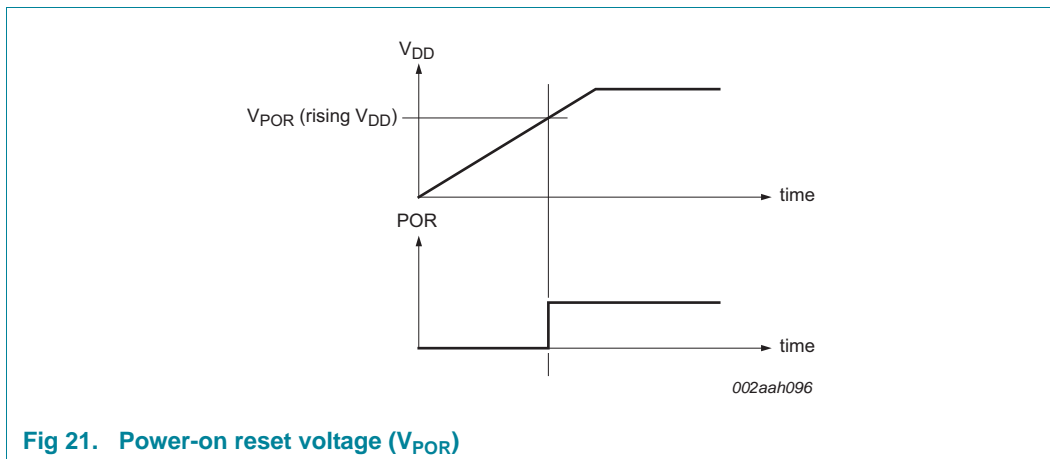 VDD
VPOR (rising VDD)
time
POR
time
002aah096
Fig 21. Power-on reset voltage (VPOR)